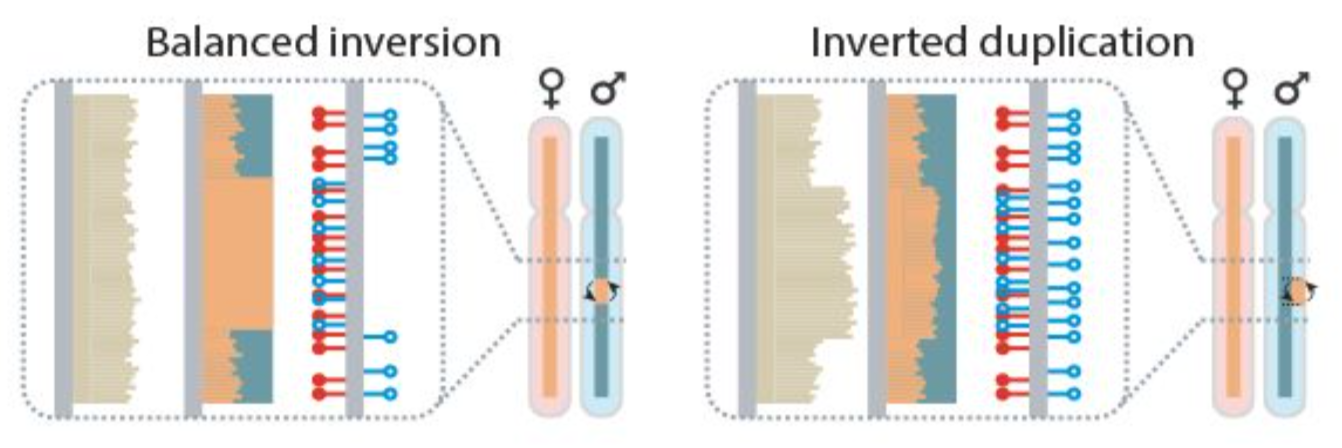 Balanced inversion
Inverted duplication
♀ ♂
♀ ♂